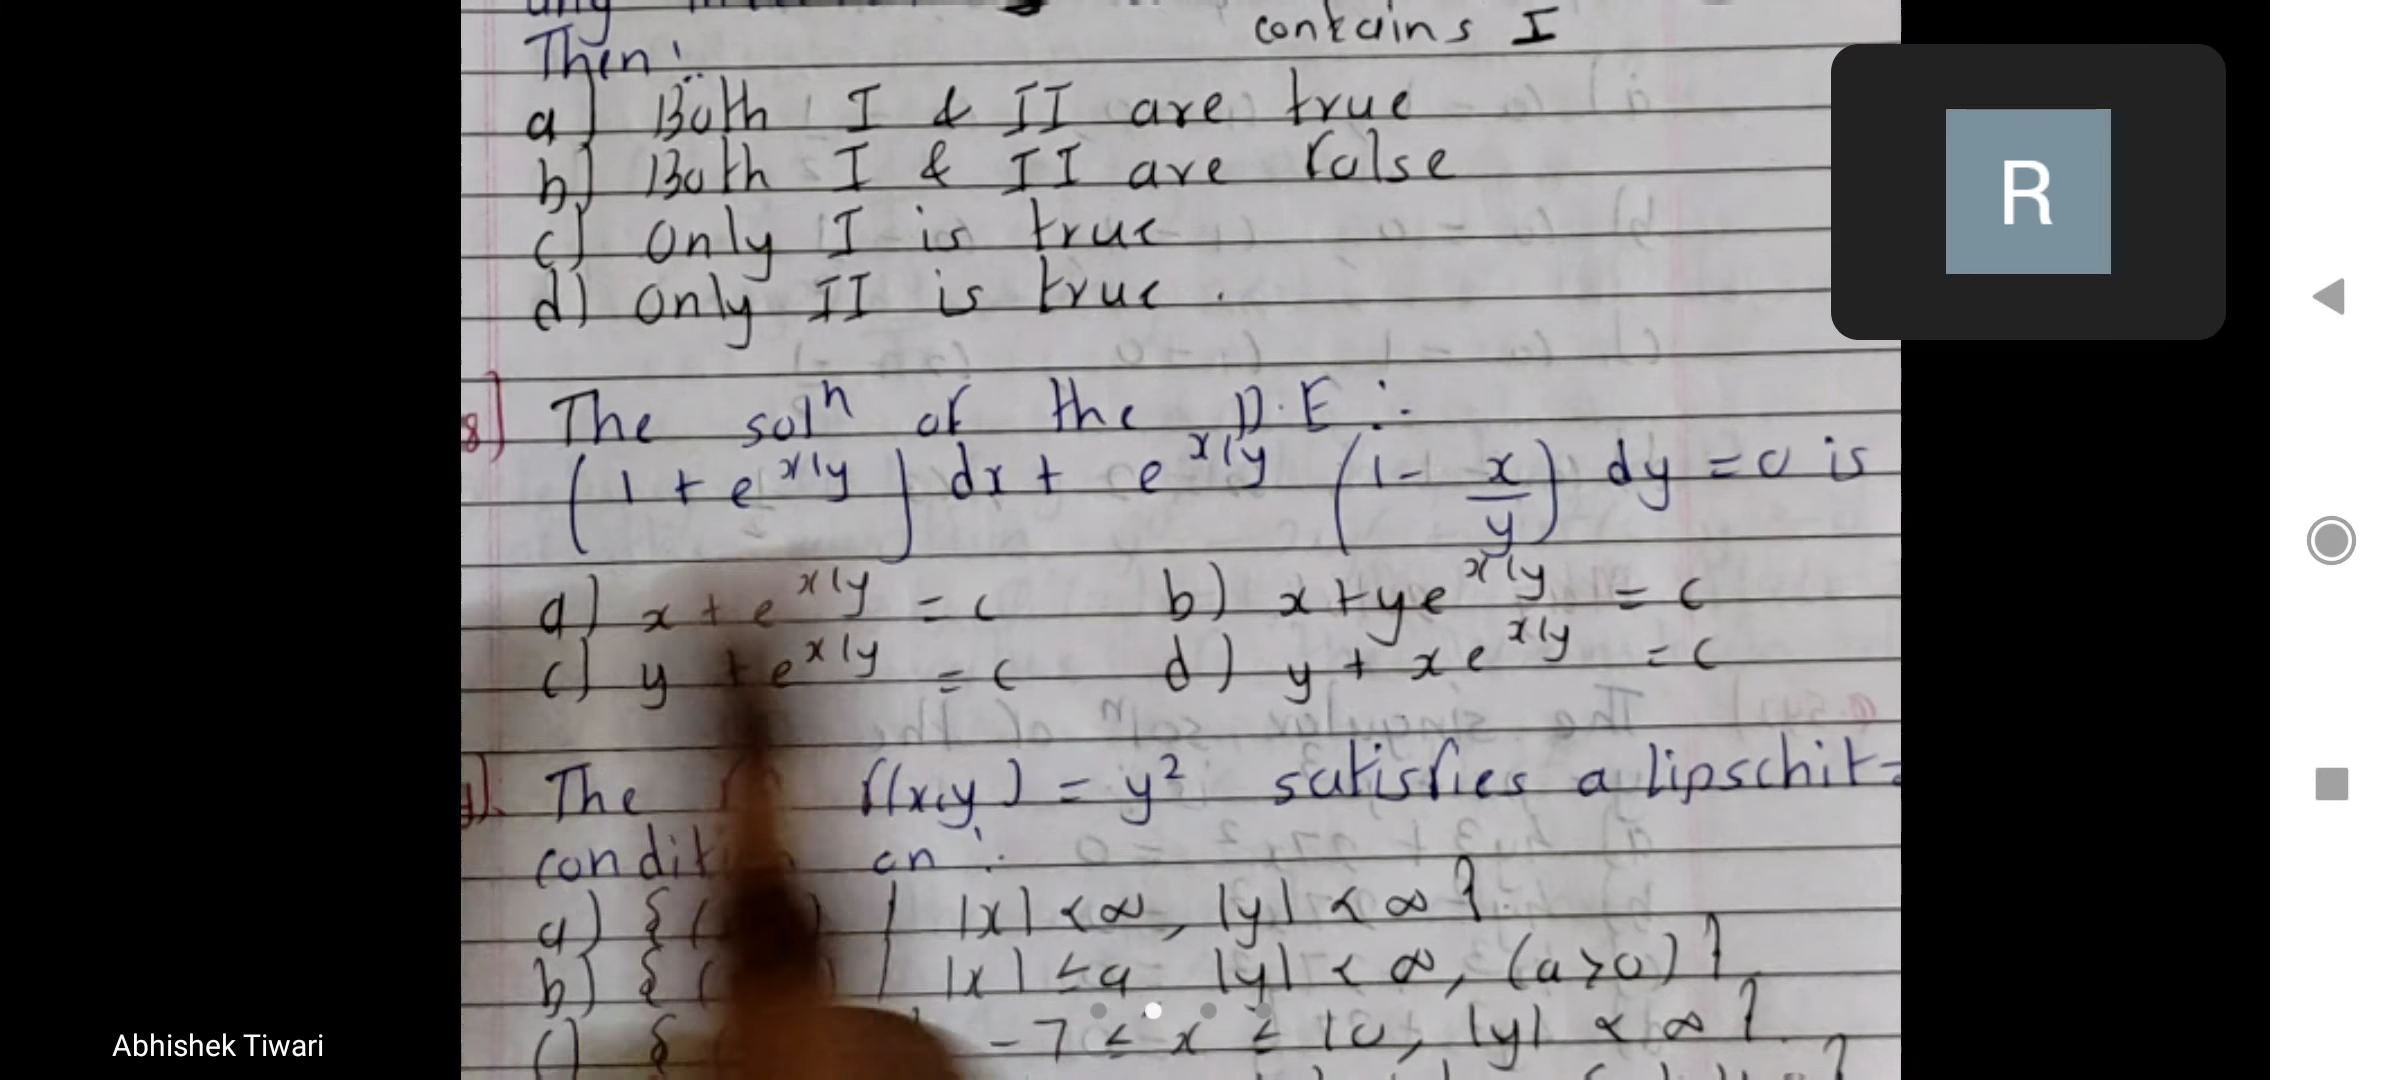 contains I
Then:
a) Both I & II are true
b) Both I & II are false
c) Only I is true
d) Only II is true.
8) The solⁿ of the D.E:
(1 + e^x/y) dx + e^x/y (1 - x/y) dy = 0 is
a) x + e^x/y = c b) x + ye^x/y = c
c) y + e^x/y = c d) y + xe^x/y = c
The f(x,y) = y² satisfies a lipschitz
condition on:
a) { | |x| < ∞, |y| < ∞}
b) { | |x| ≤ a |y| < ∞, (a>0)}
c) { -7 ≤ x ≤ 10, |y| < ∞}
R
Abhishek Tiwari